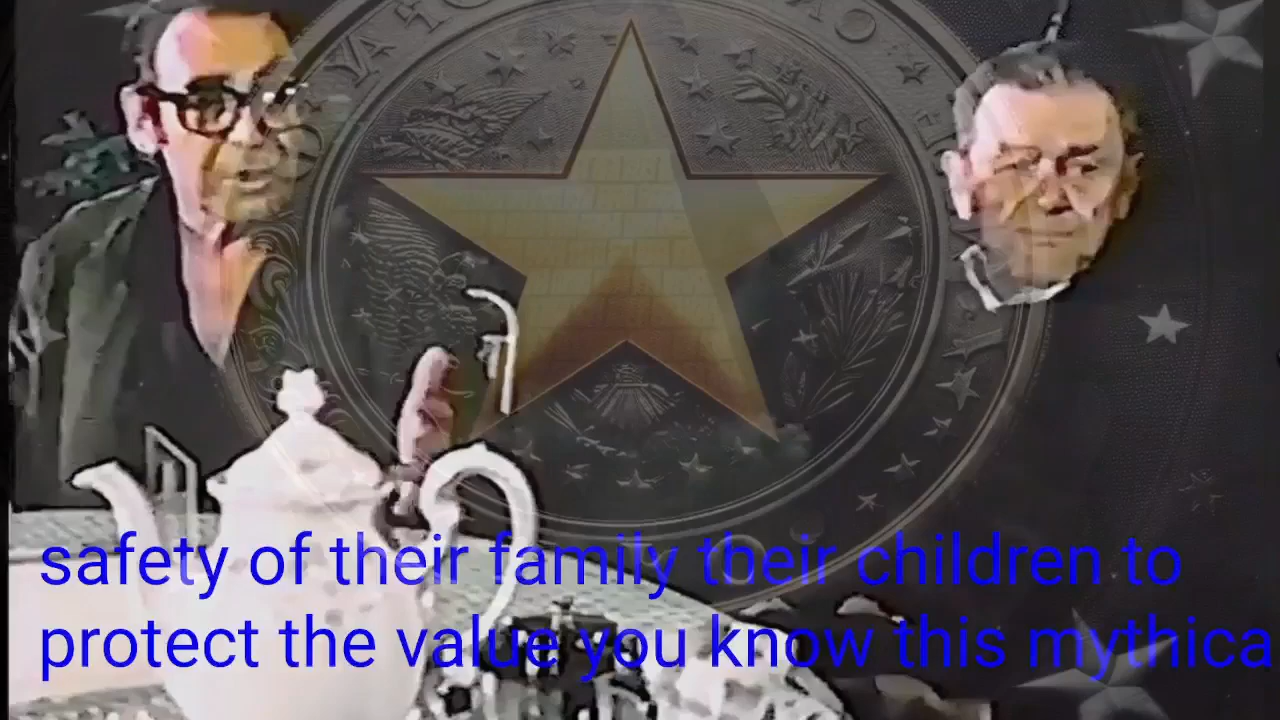 safety of their family their children to
protect the value you know this mythica